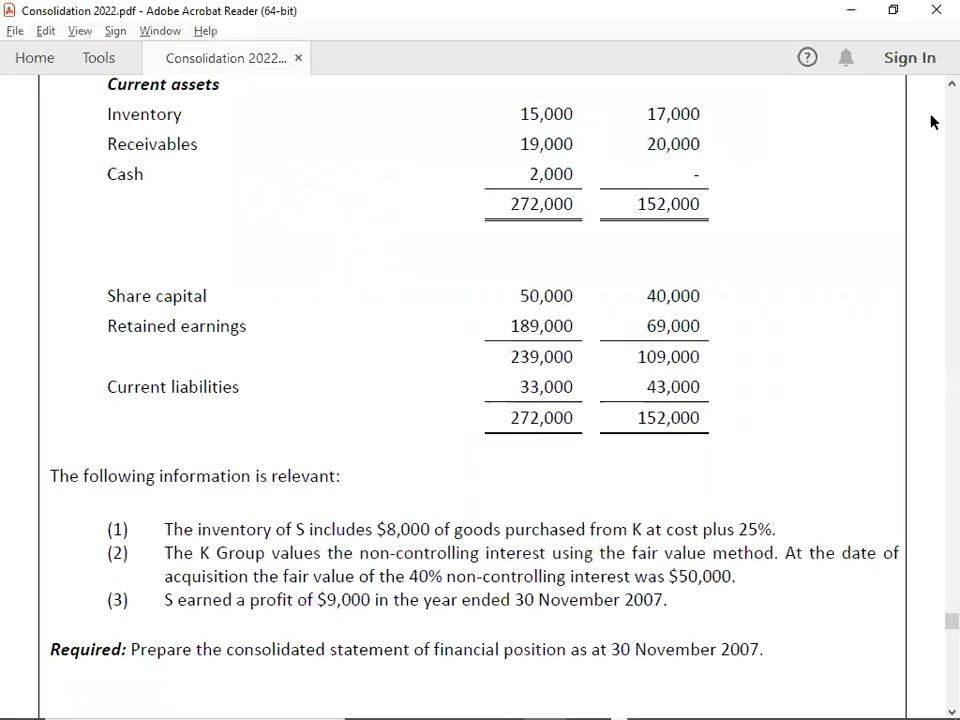 Consolidation 2022.pdf - Adobe Acrobat Reader (64-bit)
File Edit View Sign Window Help
Home Tools Consolidation 2022... × ? Sign In
Current assets
Inventory 15,000 17,000
Receivables 19,000 20,000
Cash 2,000 -
272,000 152,000
Share capital 50,000 40,000
Retained earnings 189,000 69,000
239,000 109,000
Current liabilities 33,000 43,000
272,000 152,000
The following information is relevant:
(1) The inventory of S includes $8,000 of goods purchased from K at cost plus 25%.
(2) The K Group values the non-controlling interest using the fair value method. At the date of
acquisition the fair value of the 40% non-controlling interest was $50,000.
(3) S earned a profit of $9,000 in the year ended 30 November 2007.
Required: Prepare the consolidated statement of financial position as at 30 November 2007.